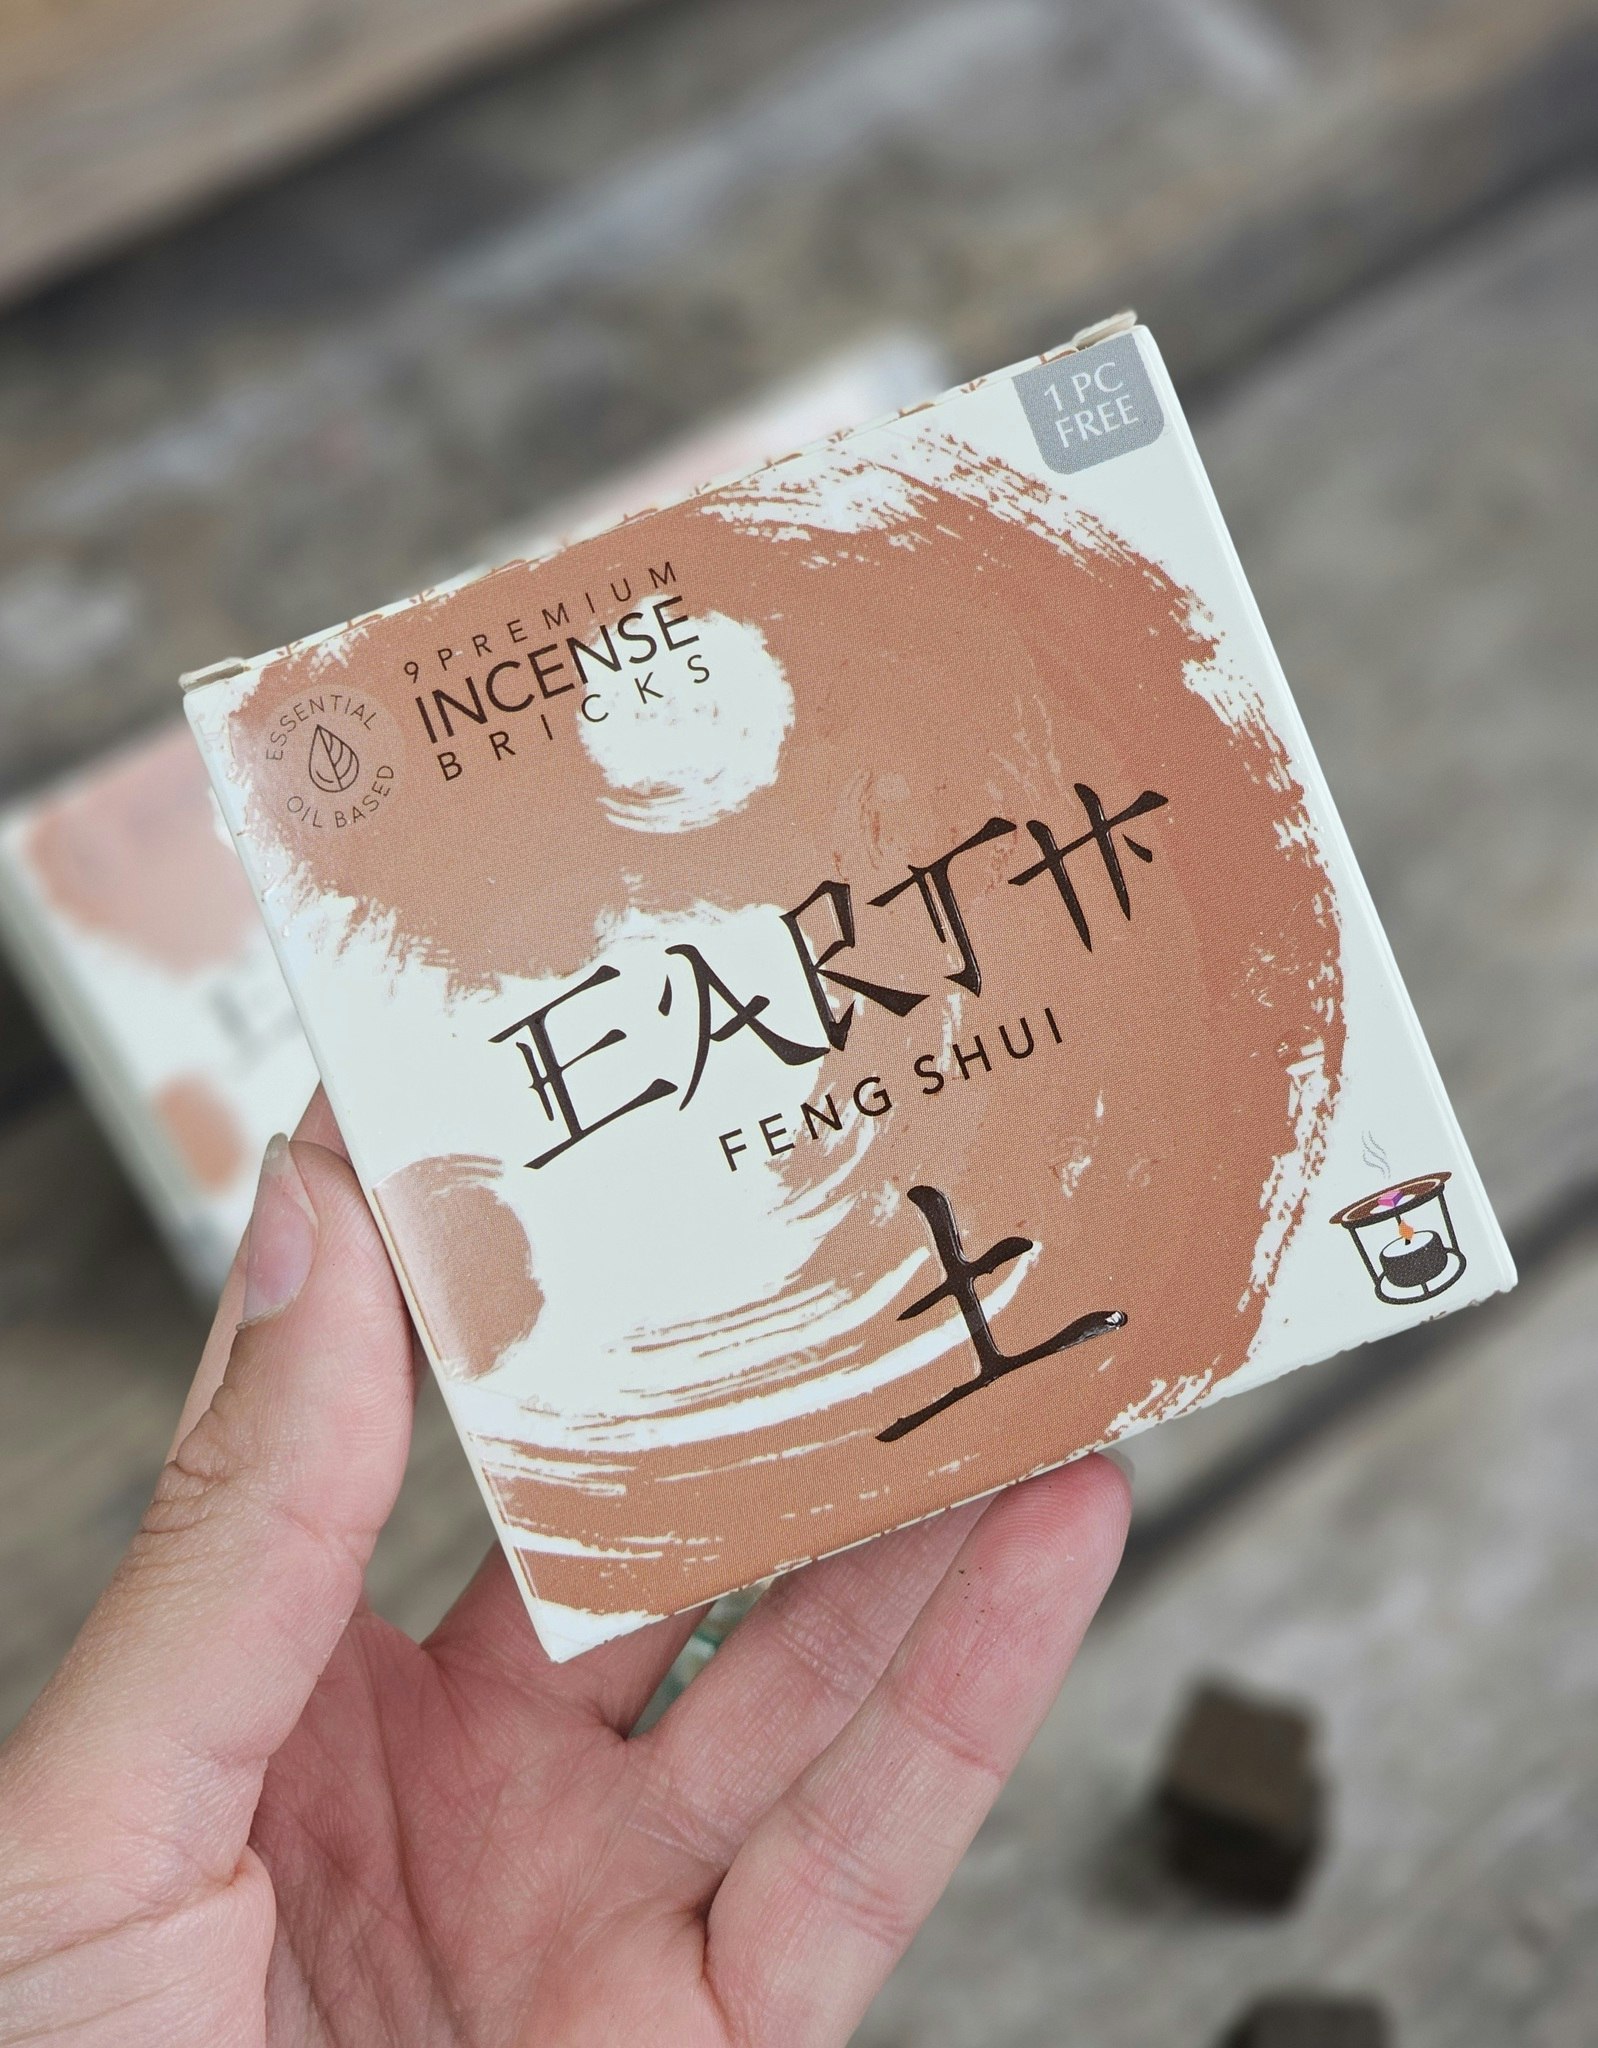 1 PC
FREE
9 PREMIUM
INCENSE
BRICKS
ESSENTIAL
OIL BASED
EARTH
FENG SHUI
土